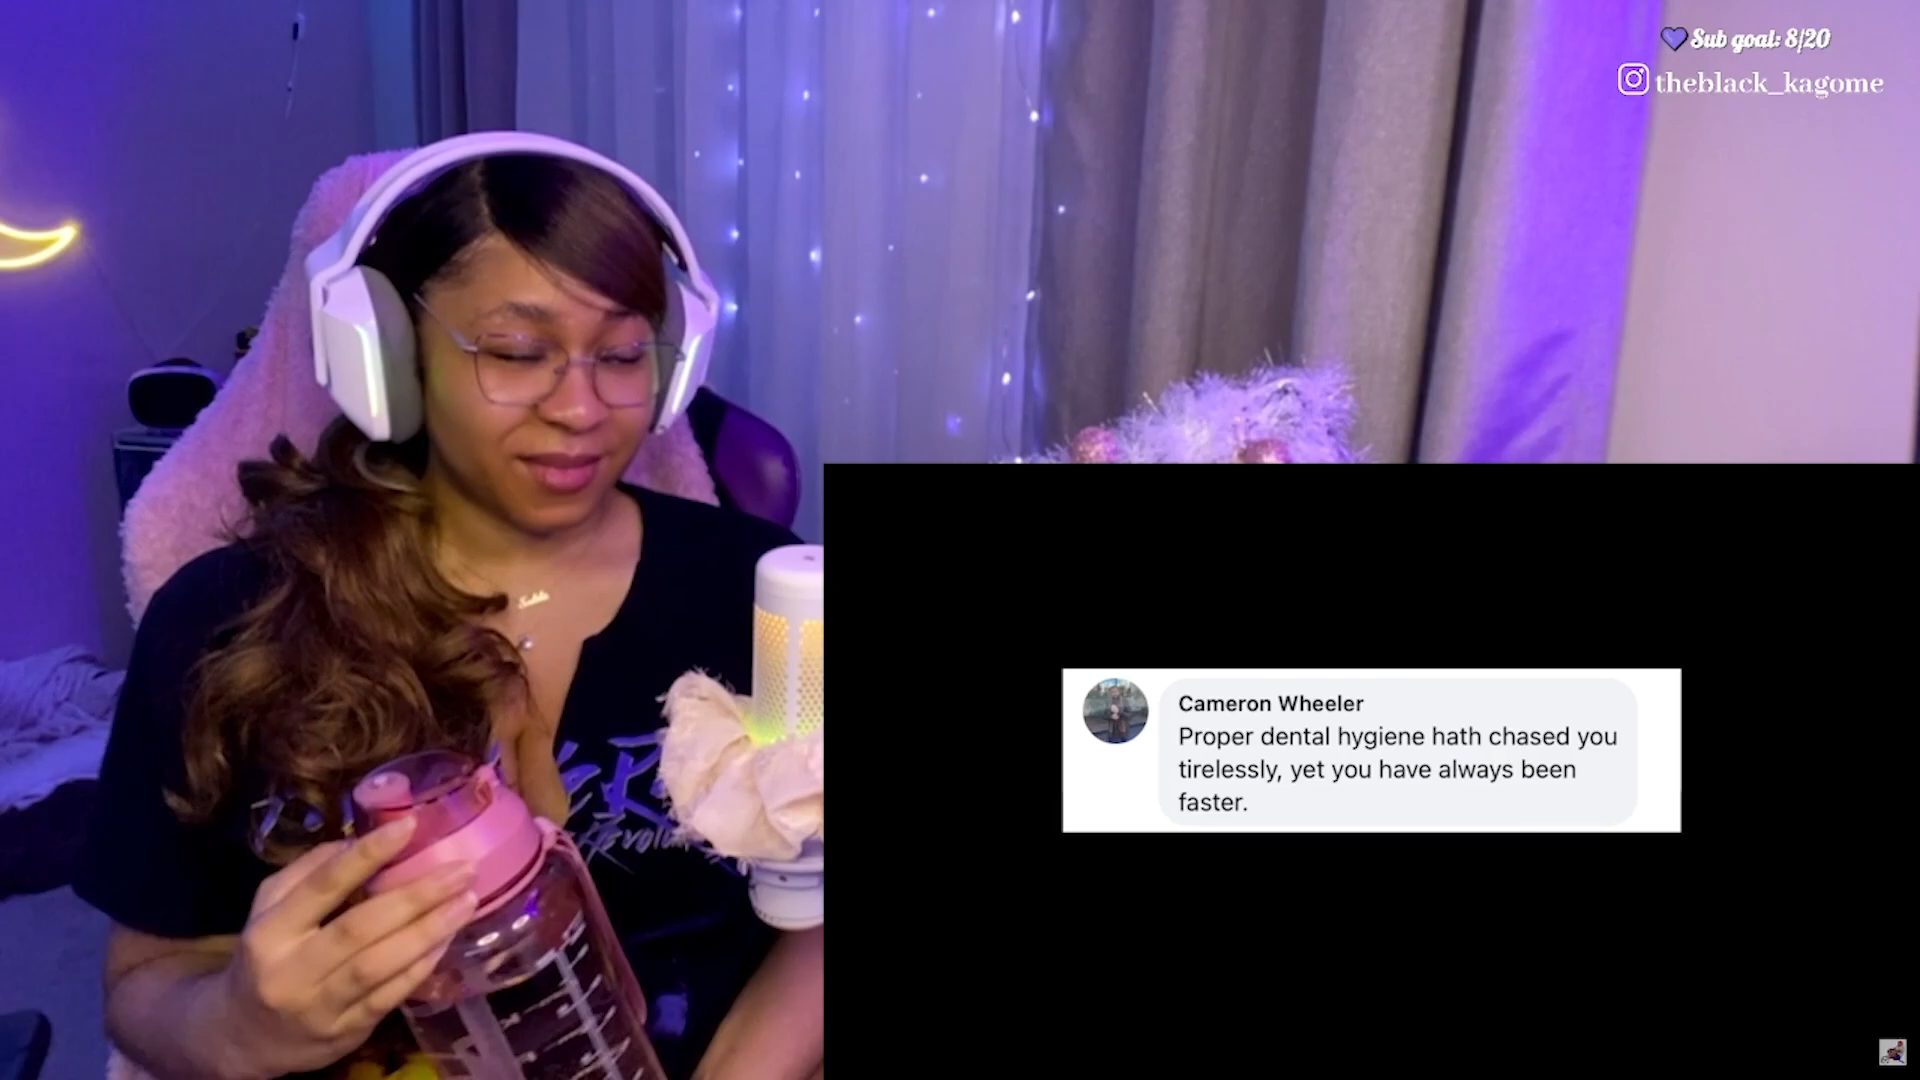 Sub goal: 8/20
theblack_kagome
Cameron Wheeler
Proper dental hygiene hath chased you
tirelessly, yet you have always been
faster.